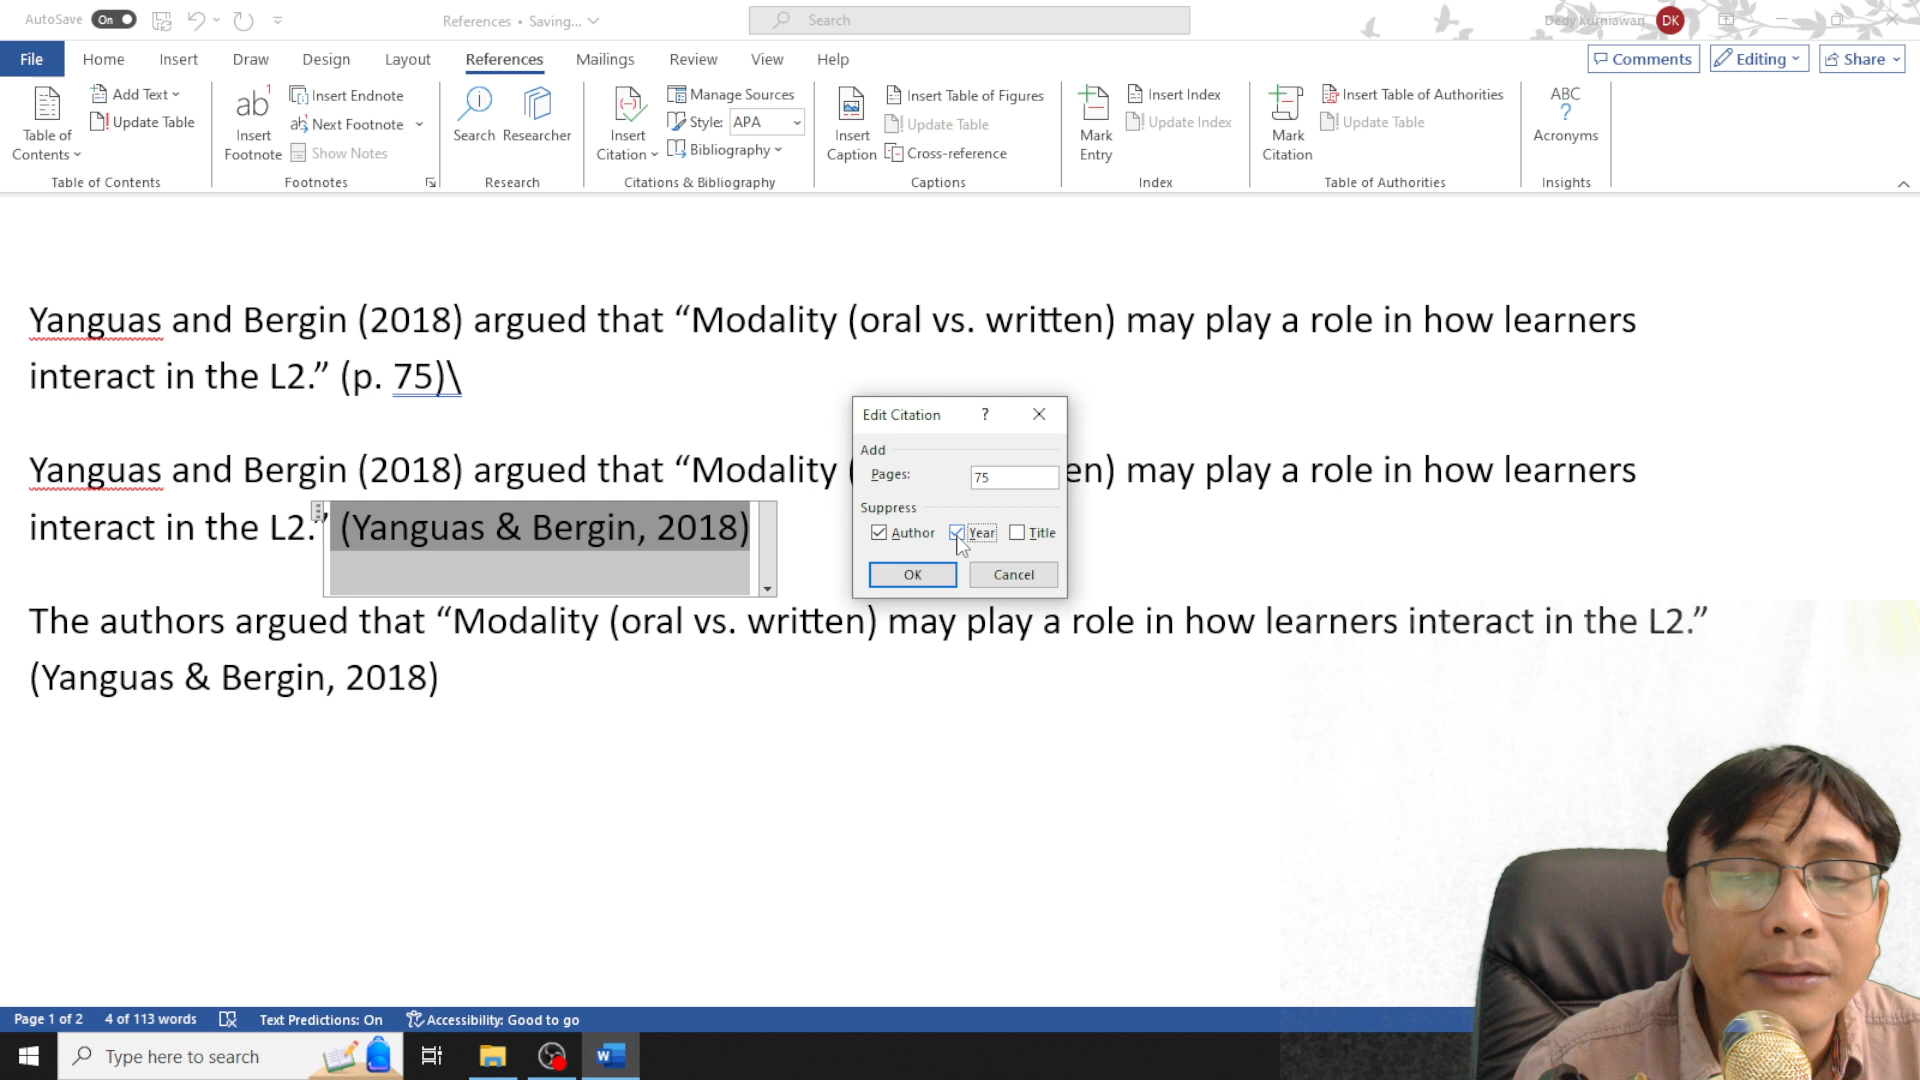 AutoSave On References • Saving... Search Dedy Kurniawan DK
File Home Insert Draw Design Layout References Mailings Review View Help Comments Editing Share
Table of Contents
Add Text
Update Table
Table of Contents
ab
Insert Footnote
Insert Endnote
Next Footnote
Show Notes
Footnotes
Search
Researcher
Research
Insert Citation
Manage Sources
Style: APA
Bibliography
Citations & Bibliography
Insert Caption
Insert Table of Figures
Update Table
Cross-reference
Captions
Mark Entry
Insert Index
Update Index
Index
Mark Citation
Insert Table of Authorities
Update Table
Table of Authorities
ABC
?
Acronyms
Insights
Yanguas and Bergin (2018) argued that “Modality (oral vs. written) may play a role in how learners
interact in the L2.” (p. 75)\
Yanguas and Bergin (2018) argued that “Modality (
en) may play a role in how learners
interact in the L2.” (Yanguas & Bergin, 2018)
The authors argued that “Modality (oral vs. written) may play a role in how learners interact in the L2.”
(Yanguas & Bergin, 2018)
Edit Citation ?
Add
Pages: 75
Suppress
Author Year Title
OK Cancel
Page 1 of 2 4 of 113 words Text Predictions: On Accessibility: Good to go
Type here to search
W